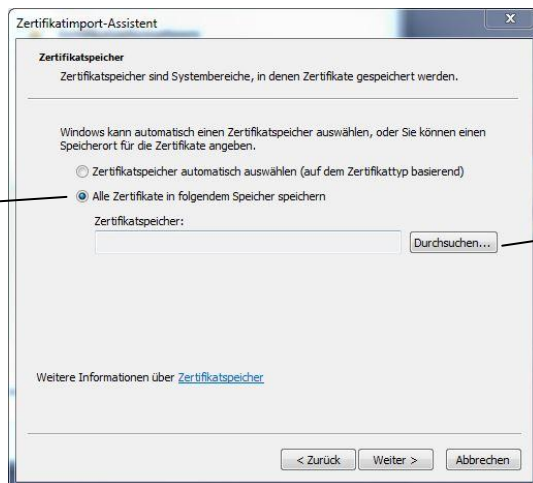 Zertifikatimport-Assistent
Zertifikatspeicher
Zertifikatspeicher sind Systembereiche, in denen Zertifikate gespeichert werden.
Windows kann automatisch einen Zertifikatspeicher auswählen, oder Sie können einen
Speicherort für die Zertifikate angeben.
Zertifikatspeicher automatisch auswählen (auf dem Zertifikattyp basierend)
Alle Zertifikate in folgendem Speicher speichern
Zertifikatspeicher:
Durchsuchen...
Weitere Informationen über Zertifikatspeicher
< Zurück Weiter > Abbrechen